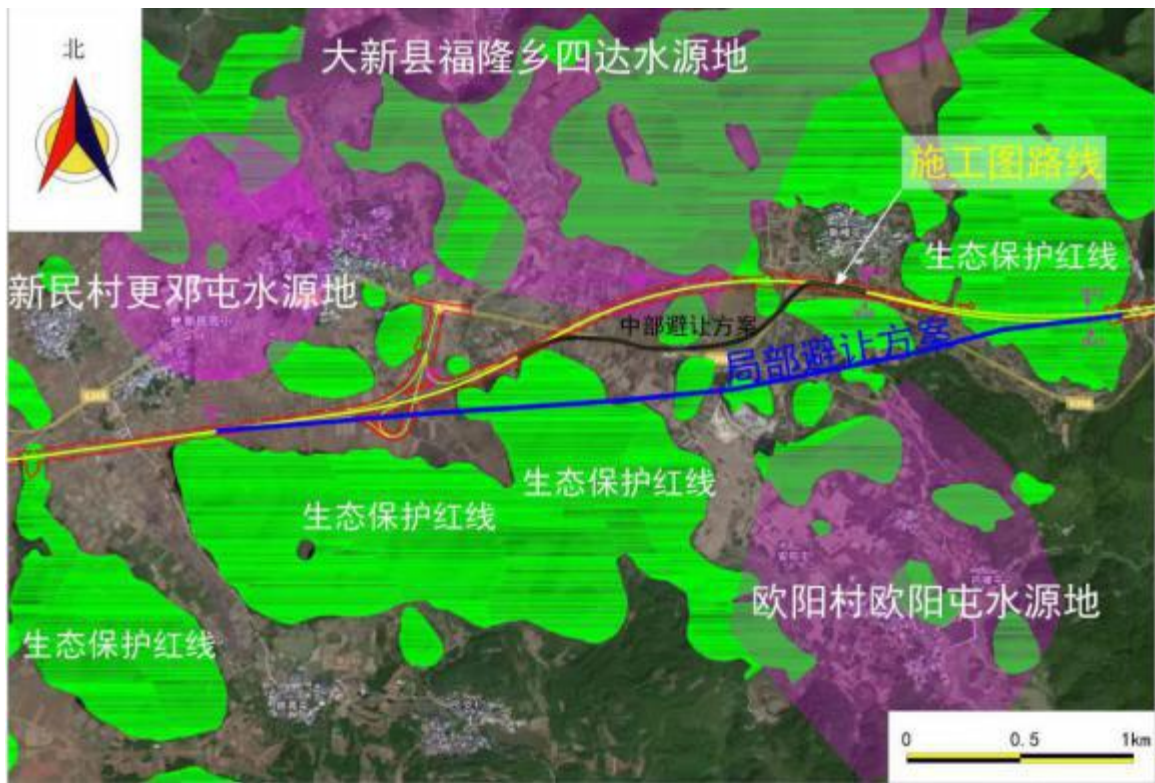 北
大新县福隆乡四达水源地
施工图路线
生态保护红线
新民村更邓屯水源地
中部避让方案
局部避让方案
生态保护红线
生态保护红线
欧阳村欧阳屯水源地
生态保护红线
0 0.5 1km